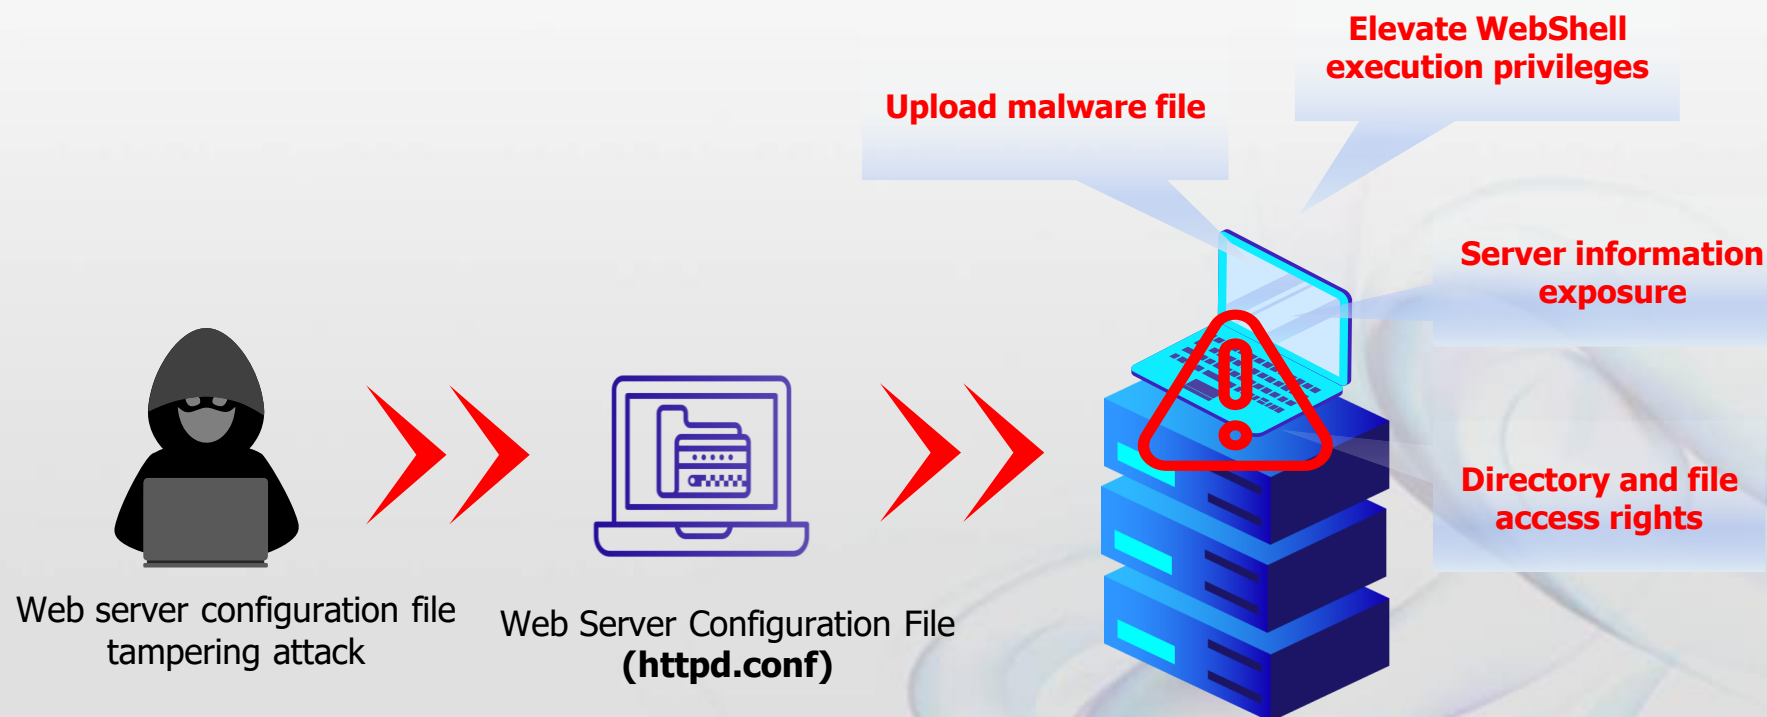 Elevate WebShell
execution privileges
Upload malware file
Server information
exposure
Directory and file
access rights
Web server configuration file
tampering attack
Web Server Configuration File
(httpd.conf)